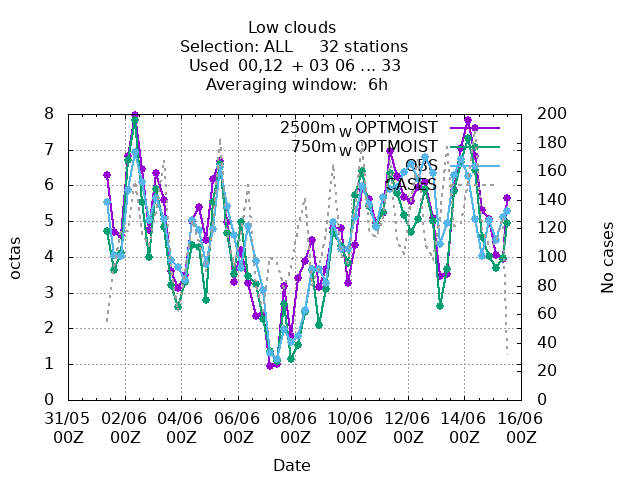 Low clouds
Selection: ALL 32 stations
Used 00,12 + 03 06 ... 33
Averaging window: 6h
8 200
2500m W OPTMOIST
7 180
750m W OPTMOIST
OBS
160
6
CASES
140
5 120
4 100
80
3
60
2
40
1
20
0 0
octas
No cases
31/05 02/06 04/06 06/06 08/06 10/06 12/06 14/06 16/06
00Z 00Z 00Z 00Z 00Z 00Z 00Z 00Z 00Z
Date